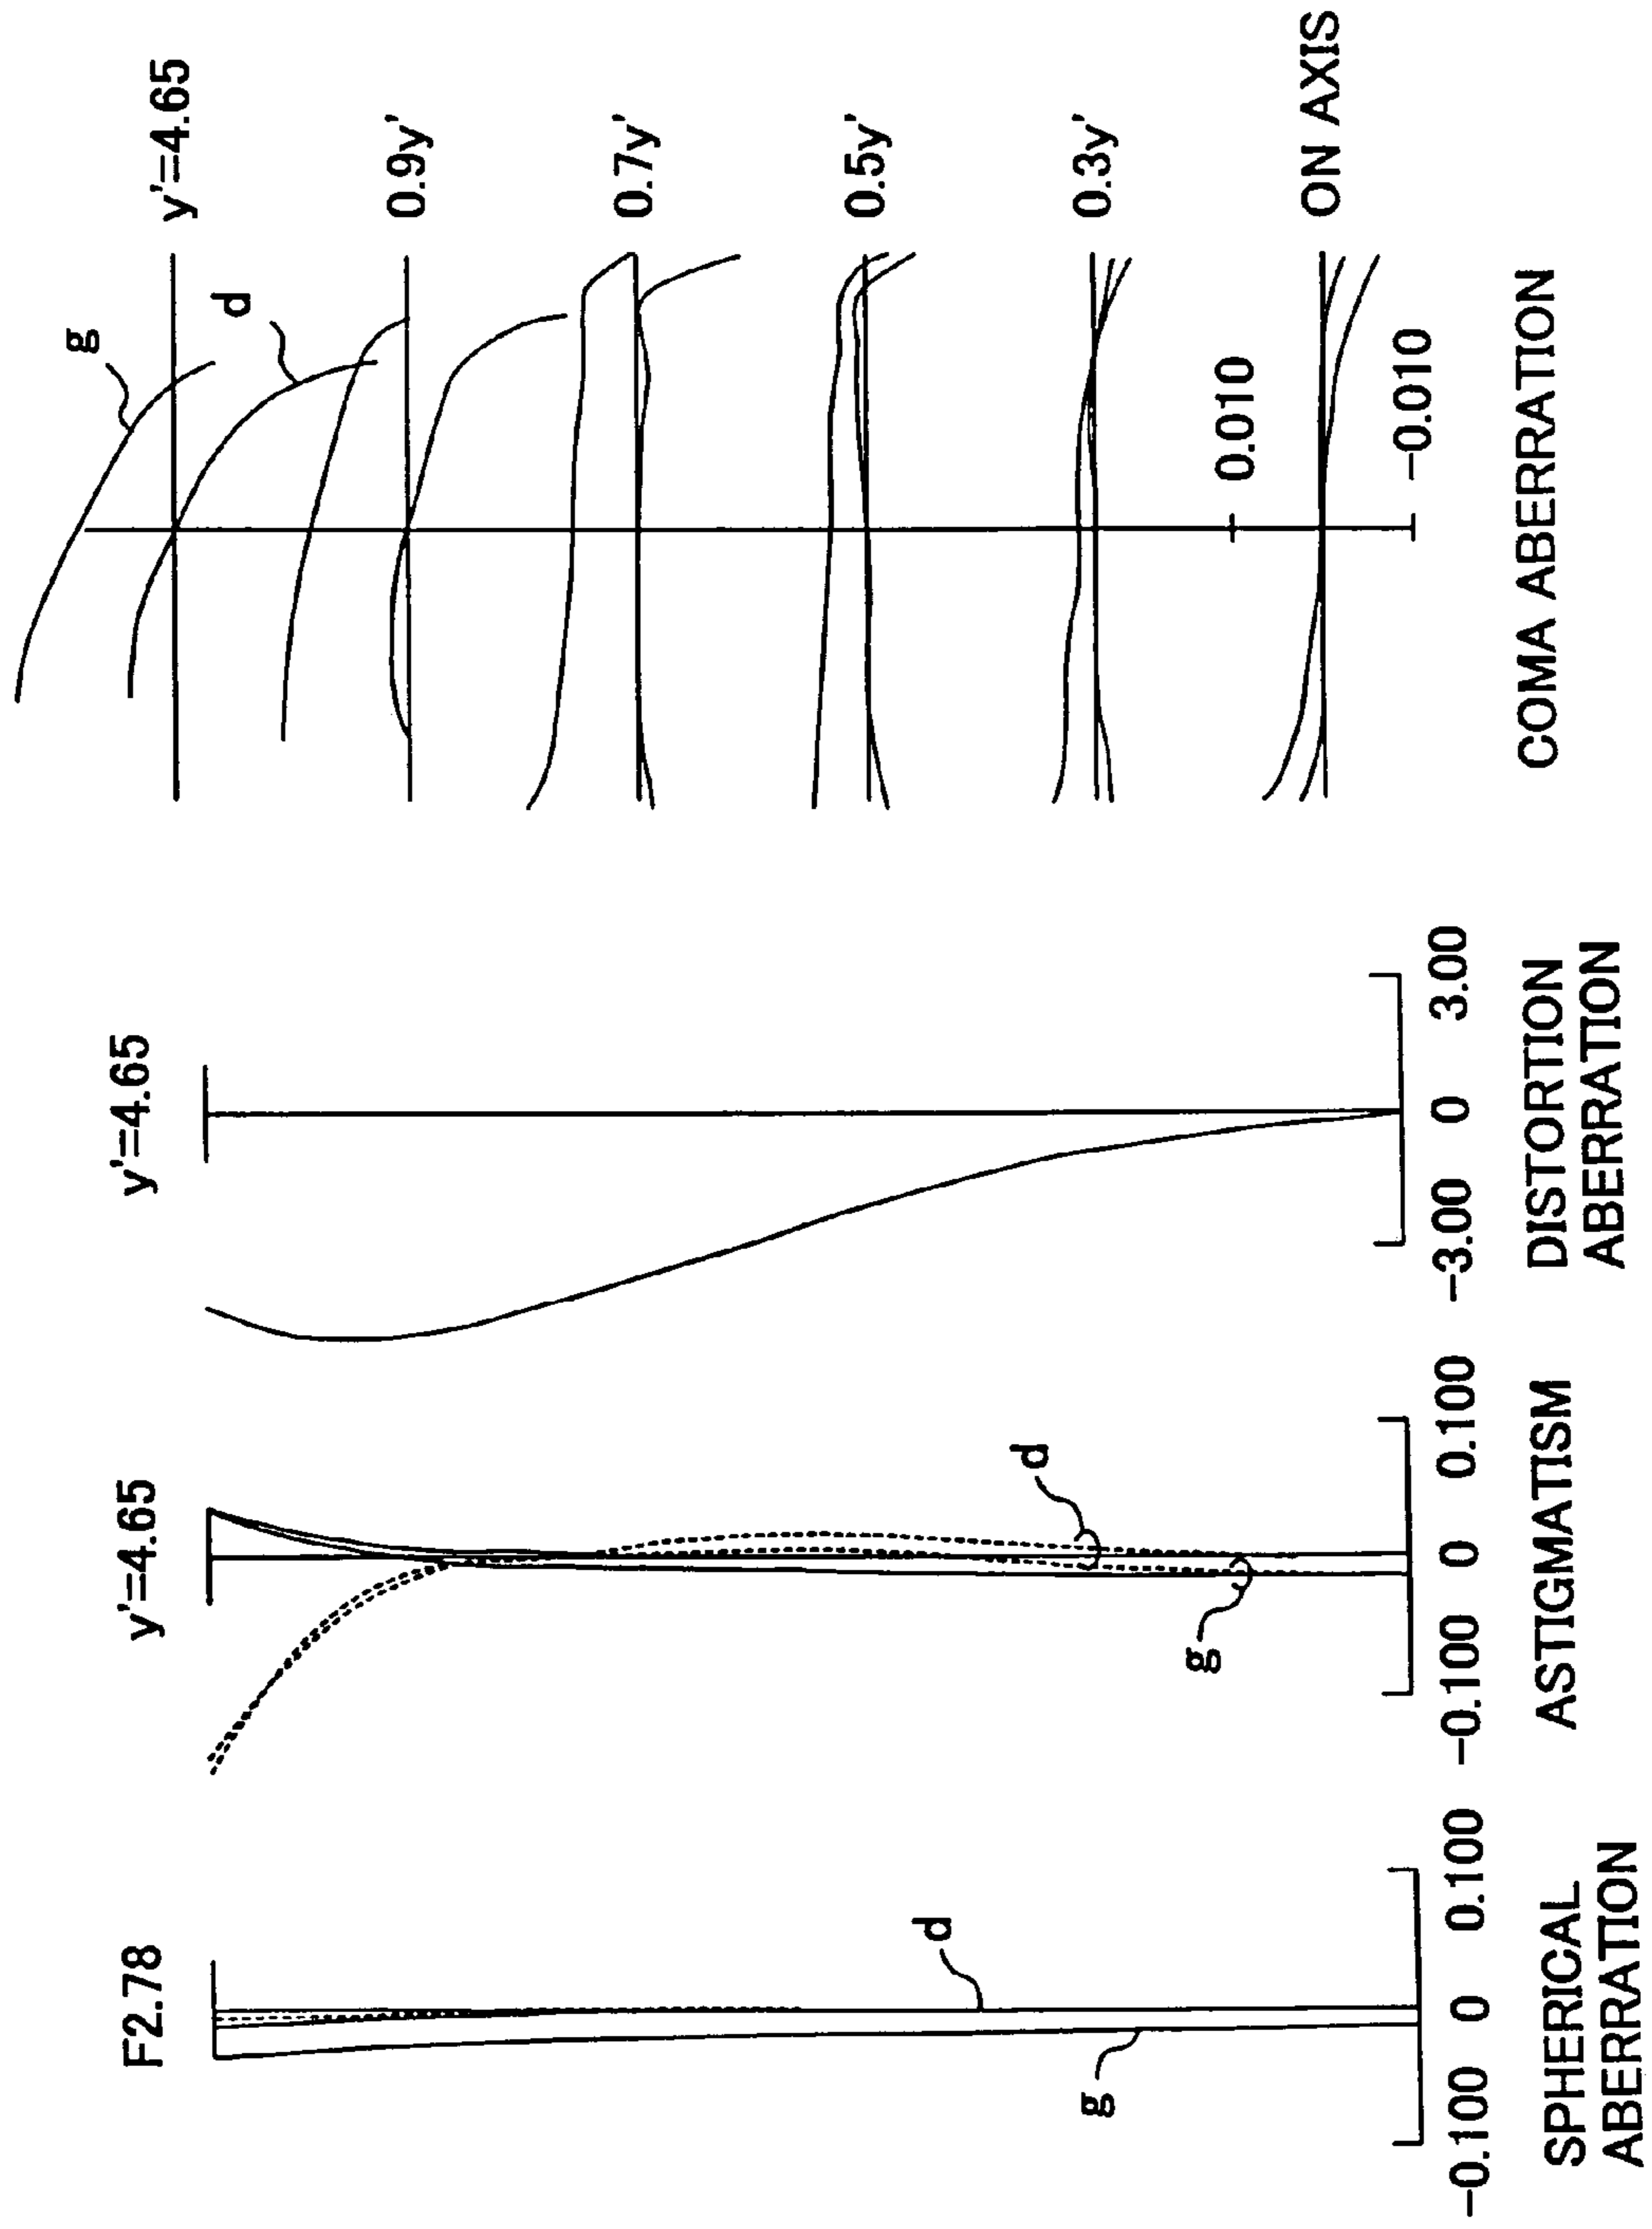 F2.78
d
g
-0.100 0 0.100
SPHERICAL
ABERRATION
y'=4.65
d
g
-0.100 0 0.100
ASTIGMATISM
y'=4.65
-3.00 0 3.00
DISTORTION
ABERRATION
g
d
y'=4.65
0.9y'
0.7y'
0.5y'
0.3y'
0.010
ON AXIS
-0.010
COMA ABERRATION